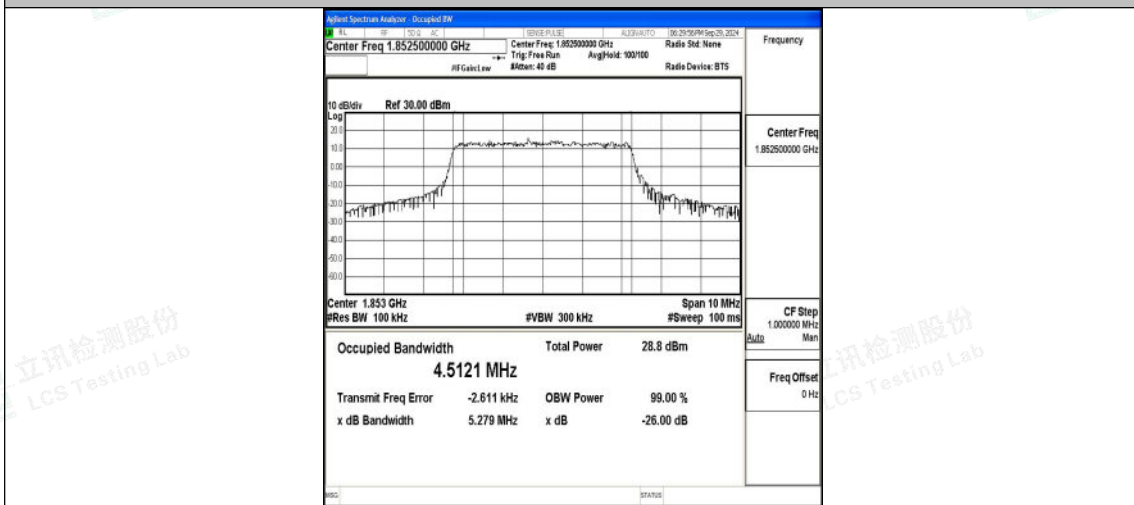 Agilent Spectrum Analyzer - Occupied BW
RL RF 50 Ω AC SENSE:PULSE ALIGNAUTO 06:29:56 PM Sep 29, 2024
Center Freq 1.852500000 GHz
Center Freq: 1.852500000 GHz
Radio Std: None
Trig: Free Run Avg|Hold: 100/100
#IFGain:Low #Atten: 40 dB Radio Device: BTS
Frequency
10 dB/div Ref 30.00 dBm
Log
20.0
10.0
0.00
-10.0
-20.0
-30.0
-40.0
-50.0
-60.0
Center Freq
1.852500000 GHz
Center 1.853 GHz Span 10 MHz
#Res BW 100 kHz #VBW 300 kHz #Sweep 100 ms
CF Step
1.000000 MHz
Auto Man
Occupied Bandwidth Total Power 28.8 dBm
4.5121 MHz
Transmit Freq Error -2.611 kHz OBW Power 99.00 %
x dB Bandwidth 5.279 MHz x dB -26.00 dB
Freq Offset
0 Hz
MSG STATUS
立讯检测股份
LCS Testing Lab
立讯检测股份
LCS Testing Lab